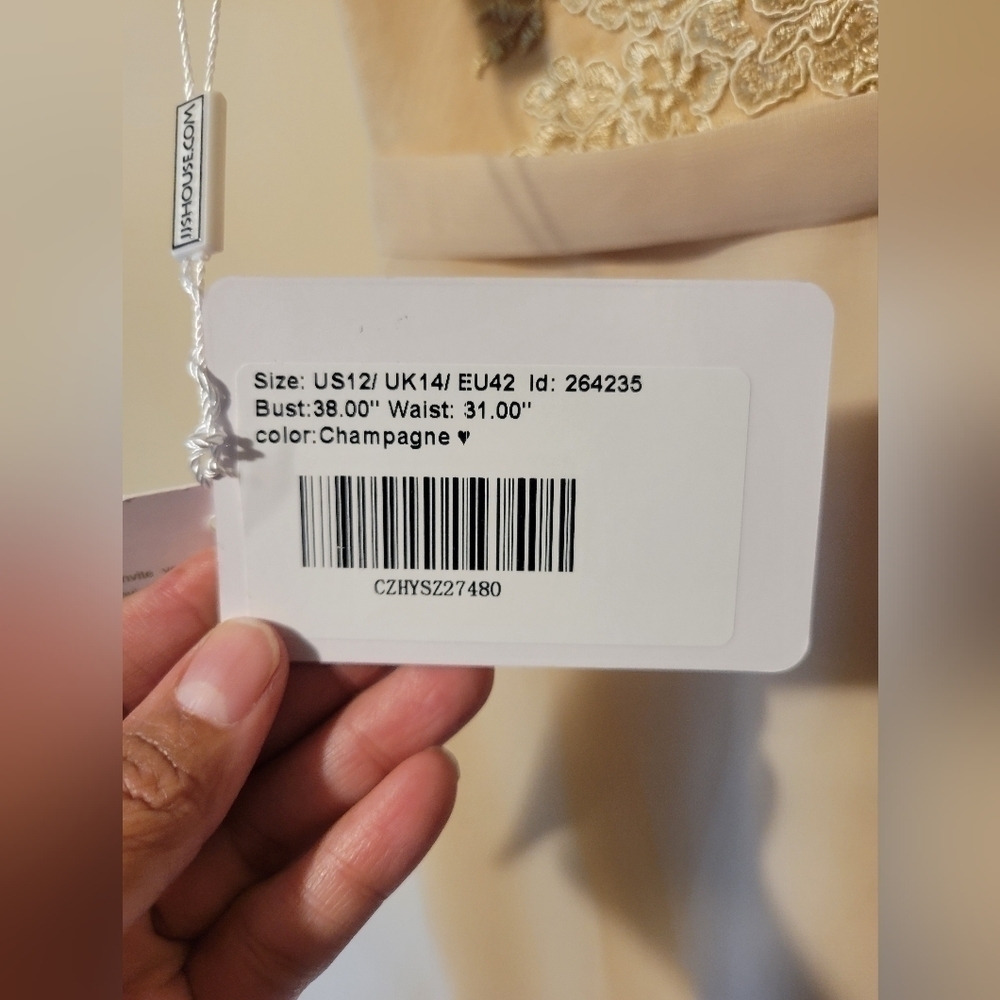 JJSHOUSE.COM
Size: US12/ UK14/ EU42 Id: 264235
Bust:38.00" Waist: 31.00"
color:Champagne ♥
CZHYSZ27480